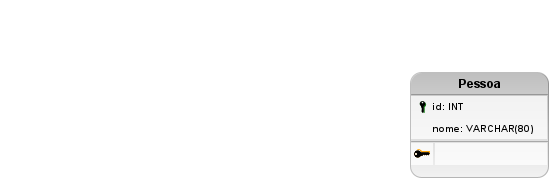 Pessoa
id: INT
nome: VARCHAR(80)